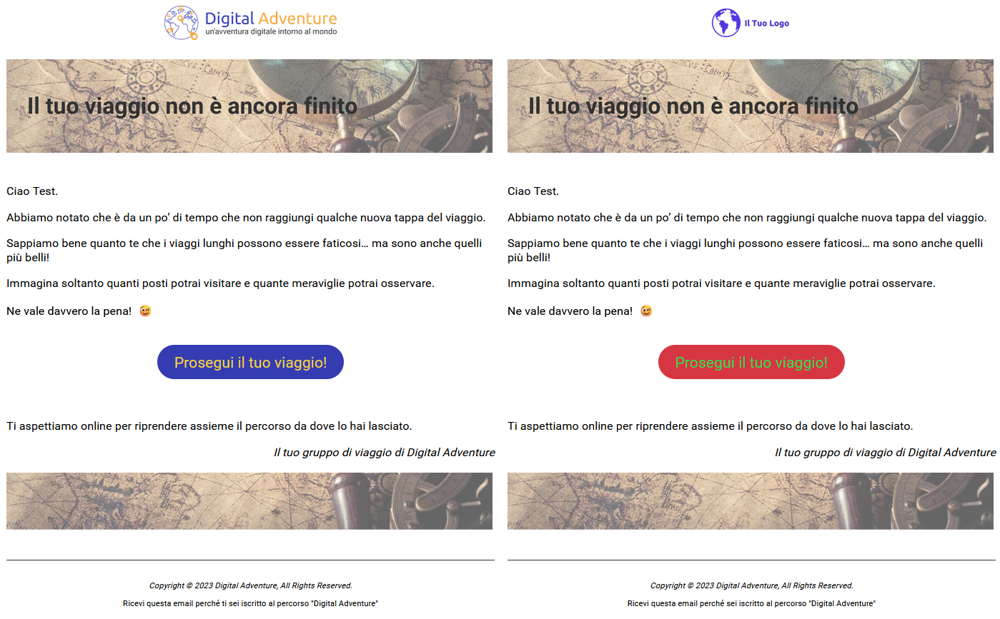 Digital Adventure
un'avventura digitale intorno al mondo
Il tuo viaggio non è ancora finito
Ciao Test.
Abbiamo notato che è da un po’ di tempo che non raggiungi qualche nuova tappa del viaggio.
Sappiamo bene quanto te che i viaggi lunghi possono essere faticosi… ma sono anche quelli
più belli!
Immagina soltanto quanti posti potrai visitare e quante meraviglie potrai osservare.
Ne vale davvero la pena! 😉
Prosegui il tuo viaggio!
Ti aspettiamo online per riprendere assieme il percorso da dove lo hai lasciato.
Il tuo gruppo di viaggio di Digital Adventure
Copyright © 2023 Digital Adventure, All Rights Reserved.
Ricevi questa email perché ti sei iscritto al percorso "Digital Adventure"
Il Tuo Logo
Il tuo viaggio non è ancora finito
Ciao Test.
Abbiamo notato che è da un po’ di tempo che non raggiungi qualche nuova tappa del viaggio.
Sappiamo bene quanto te che i viaggi lunghi possono essere faticosi… ma sono anche quelli
più belli!
Immagina soltanto quanti posti potrai visitare e quante meraviglie potrai osservare.
Ne vale davvero la pena! 😉
Prosegui il tuo viaggio!
Ti aspettiamo online per riprendere assieme il percorso da dove lo hai lasciato.
Il tuo gruppo di viaggio di Digital Adventure
Copyright © 2023 Digital Adventure, All Rights Reserved.
Ricevi questa email perché sei iscritto al percorso "Digital Adventure"